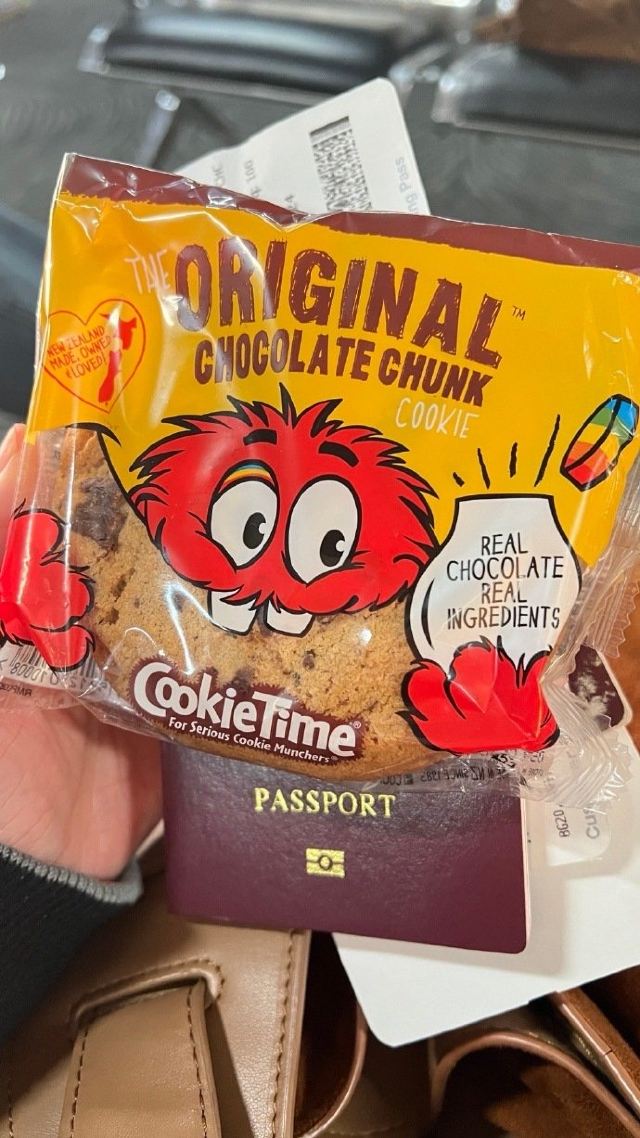 THE
ORIGINAL™
CHOCOLATE CHUNK
COOKIE
NEW ZEALAND
MADE, OWNED
& LOVED!
REAL
CHOCOLATE
REAL
INGREDIENTS
CookieTime®
For Serious Cookie Munchers®
PASSPORT